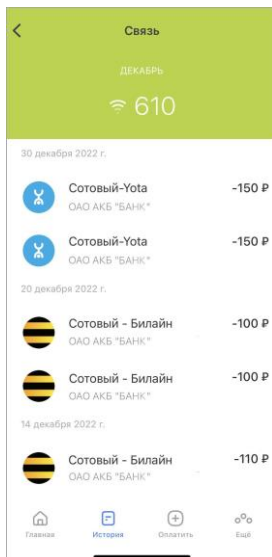 Связь
ДЕКАБРЬ
610
30 декабря 2022 г.
Сотовый-Yota
-150 ₽
ОАО АКБ "БАНК"
Сотовый-Yota
-150 ₽
ОАО АКБ "БАНК"
20 декабря 2022 г.
Сотовый - Билайн
-100 ₽
ОАО АКБ "БАНК"
Сотовый - Билайн
-100 ₽
ОАО АКБ "БАНК"
14 декабря 2022 г.
Сотовый - Билайн
-110 ₽
ОАО АКБ "БАНК"
Главная
История
Оплатить
Ещё